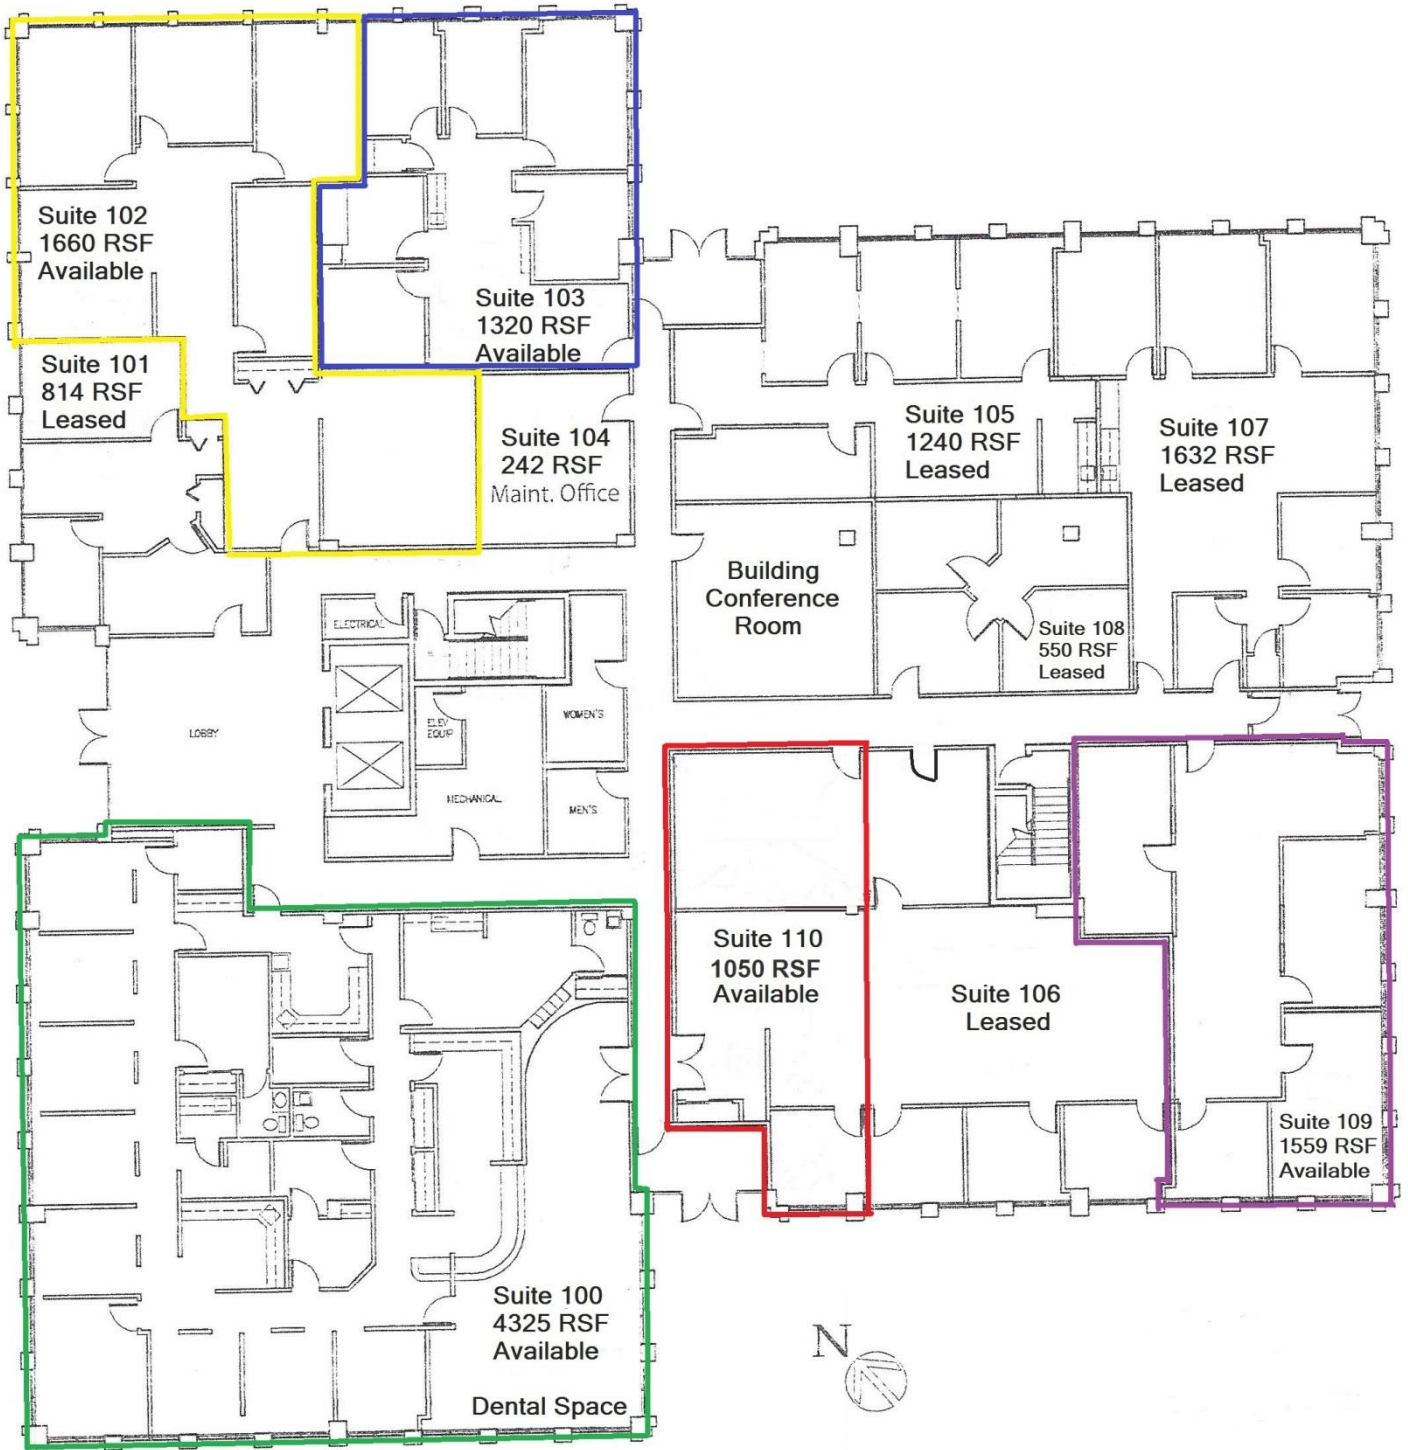 Suite 102
1660 RSF
Available
Suite 103
1320 RSF
Available
Suite 101
814 RSF
Leased
Suite 104
242 RSF
Maint. Office
Suite 105
1240 RSF
Leased
Suite 107
1632 RSF
Leased
Building
Conference
Room
Suite 108
550 RSF
Leased
ELECTRICAL
LOBBY
ELEV
EQUIP
WOMEN'S
MECHANICAL
MEN'S
Suite 110
1050 RSF
Available
Suite 106
Leased
Suite 109
1559 RSF
Available
Suite 100
4325 RSF
Available
Dental Space
N